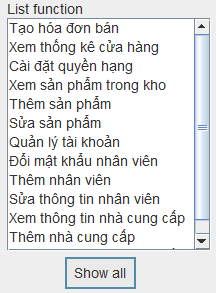 List function
Tạo hóa đơn bán
Xem thống kê cửa hàng
Cài đặt quyền hạng
Xem sản phẩm trong kho
Thêm sản phẩm
Sửa sản phẩm
Quản lý tài khoản
Đổi mật khẩu nhân viên
Thêm nhân viên
Sửa thông tin nhân viên
Xem thông tin nhà cung cấp
Thêm nhà cung cấp
Show all